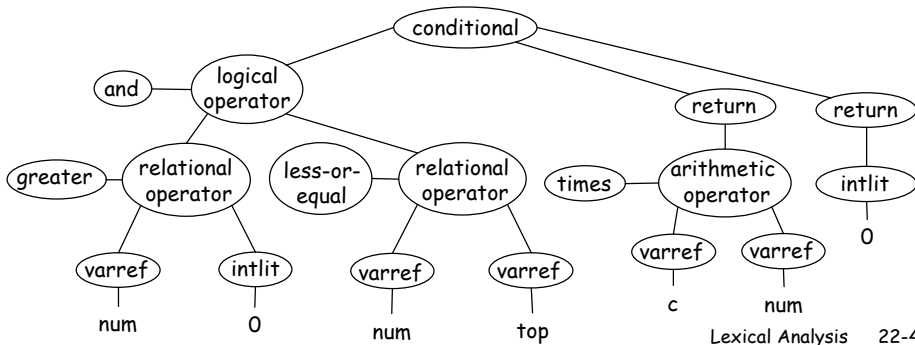 conditional
and
logical
operator
return
return
greater
relational
operator
less-or-
equal
relational
operator
times
arithmetic
operator
intlit
0
varref
intlit
varref
varref
varref
varref
num
0
num
top
c
num
Lexical Analysis 22-4